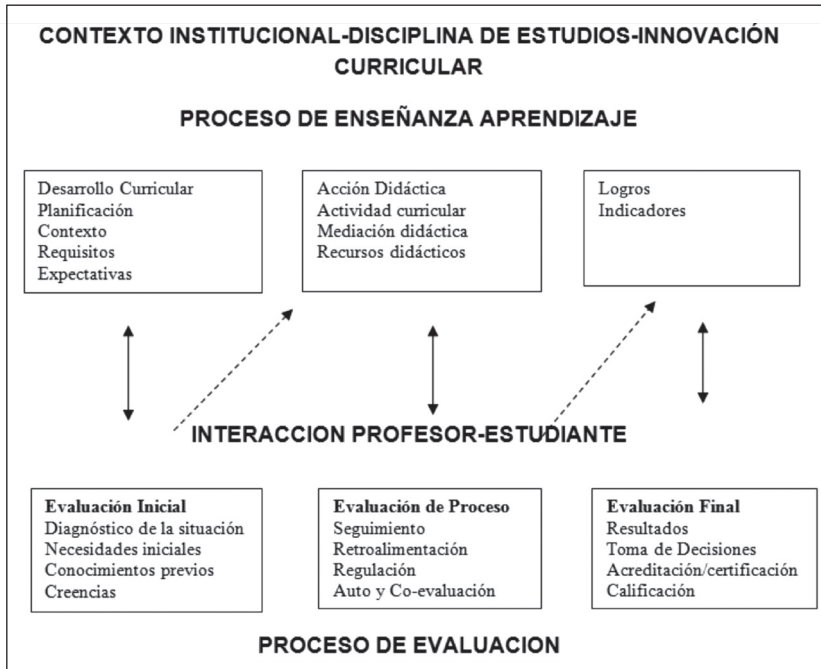 CONTEXTO INSTITUCIONAL-DISCIPLINA DE ESTUDIOS-INNOVACIÓN
CURRICULAR
PROCESO DE ENSEÑANZA APRENDIZAJE
Desarrollo Curricular
Planificación
Contexto
Requisitos
Expectativas
Acción Didáctica
Actividad curricular
Mediación didáctica
Recursos didácticos
Logros
Indicadores
INTERACCION PROFESOR-ESTUDIANTE
Evaluación Inicial
Diagnóstico de la situación
Necesidades iniciales
Conocimientos previos
Creencias
Evaluación de Proceso
Seguimiento
Retroalimentación
Regulación
Auto y Co-evaluación
Evaluación Final
Resultados
Toma de Decisiones
Acreditación/certificación
Calificación
PROCESO DE EVALUACION